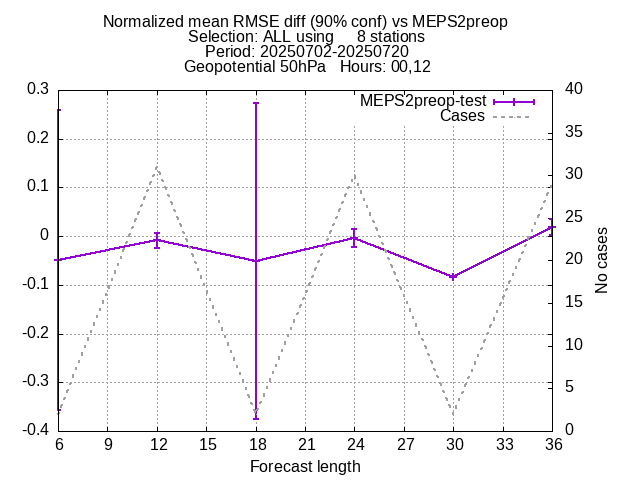 Normalized mean RMSE diff (90% conf) vs MEPS2preop
Selection: ALL using 8 stations
Period: 20250702-20250720
Geopotential 50hPa Hours: 00,12
MEPS2preop-test
Cases
0.3
0.2
0.1
0
-0.1
-0.2
-0.3
-0.4
40
35
30
25
20
15
10
5
0
No cases
6 9 12 15 18 21 24 27 30 33 36
Forecast length